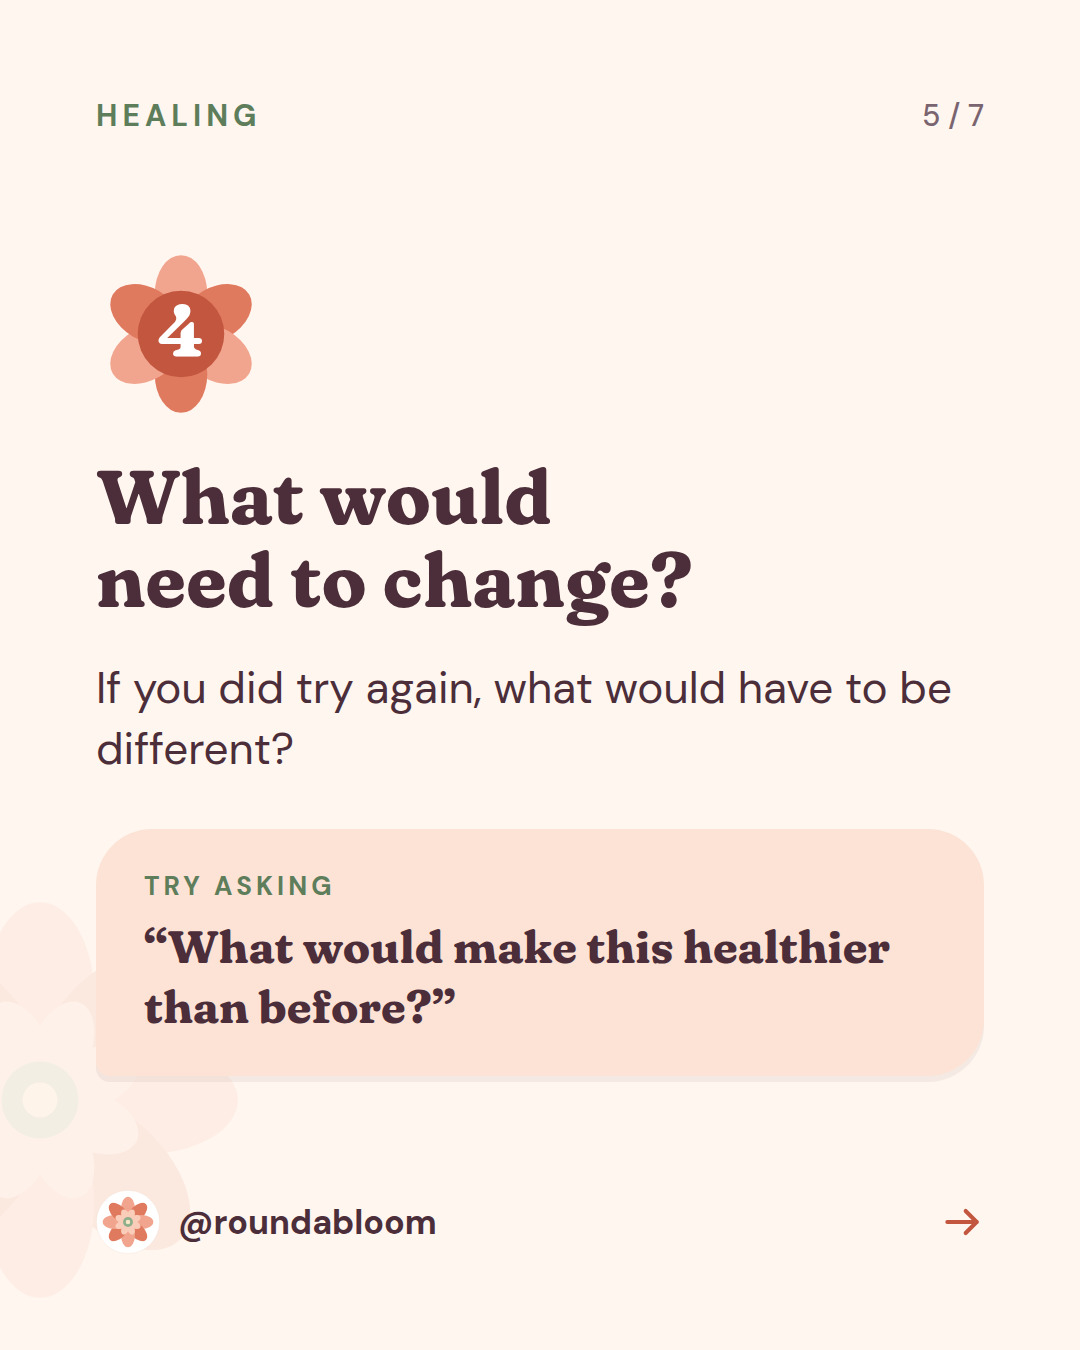 HEALING
5 / 7
4
What would
need to change?
If you did try again, what would have to be
different?
TRY ASKING
“What would make this healthier
than before?”
@roundabloom